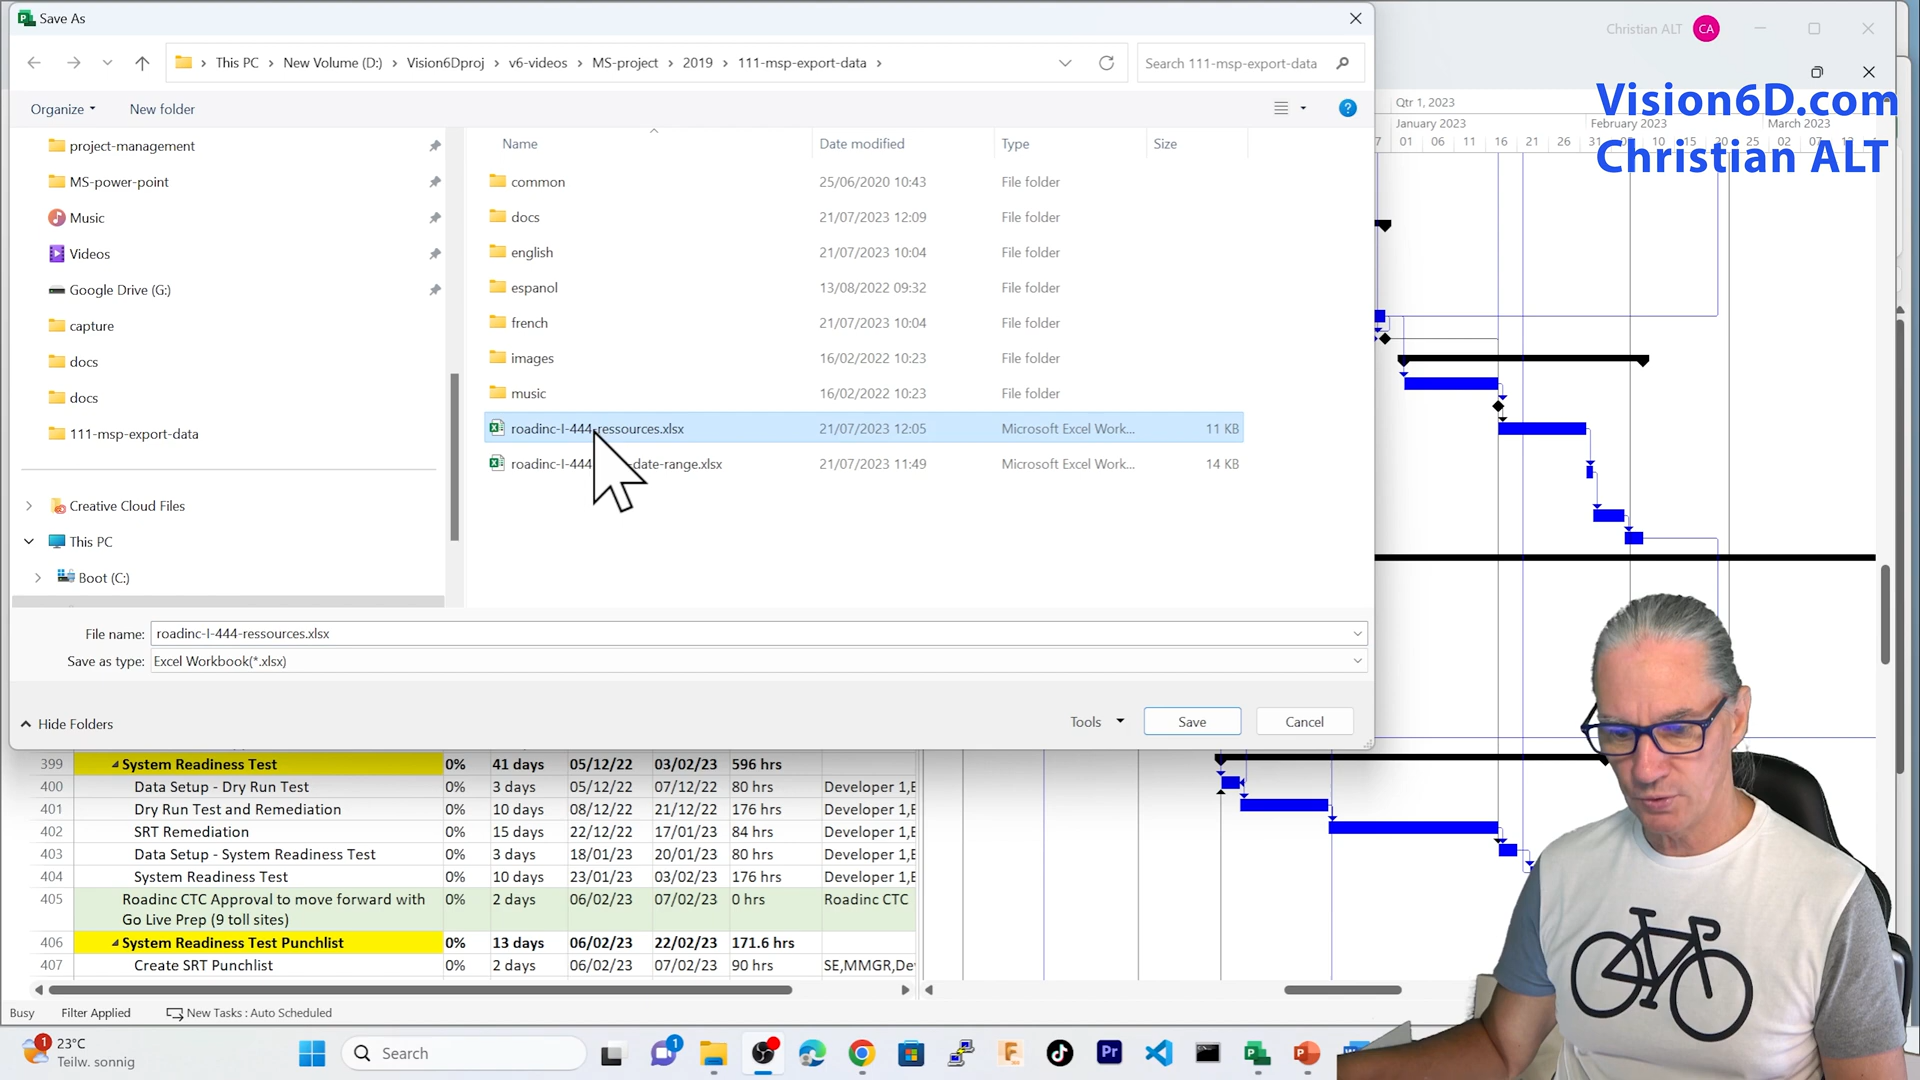 Save As
Christian ALT CA
This PC New Volume (D:) Vision6Dproj v6-videos MS-project 2019 111-msp-export-data
Search 111-msp-export-data
Organize New folder
Vision6D.com
Christian ALT
Qtr 1, 2023
January 2023 February 2023 March 2023
01 06 11 16 21 26 31 10 15 20 25 02 07
project-management
MS-power-point
Music
Videos
Google Drive (G:)
capture
docs
docs
111-msp-export-data
Creative Cloud Files
This PC
Boot (C:)
Name Date modified Type Size
common 25/06/2020 10:43 File folder
docs 21/07/2023 12:09 File folder
english 21/07/2023 10:04 File folder
espanol 13/08/2022 09:32 File folder
french 21/07/2023 10:04 File folder
images 16/02/2022 10:23 File folder
music 16/02/2022 10:23 File folder
roadinc-I-444-ressources.xlsx 21/07/2023 12:05 Microsoft Excel Work... 11 KB
roadinc-I-444 -date-range.xlsx 21/07/2023 11:49 Microsoft Excel Work... 14 KB
File name: roadinc-I-444-ressources.xlsx
Save as type: Excel Workbook(*.xlsx)
Hide Folders Tools Save Cancel
399 System Readiness Test 0% 41 days 05/12/22 03/02/23 596 hrs
400 Data Setup - Dry Run Test 0% 3 days 05/12/22 07/12/22 80 hrs Developer 1,E
401 Dry Run Test and Remediation 0% 10 days 08/12/22 21/12/22 176 hrs Developer 1,E
402 SRT Remediation 0% 15 days 22/12/22 17/01/23 84 hrs Developer 1,E
403 Data Setup - System Readiness Test 0% 3 days 18/01/23 20/01/23 80 hrs Developer 1,E
404 System Readiness Test 0% 10 days 23/01/23 03/02/23 176 hrs Developer 1,E
405 Roadinc CTC Approval to move forward with 0% 2 days 06/02/23 07/02/23 0 hrs Roadinc CTC
Go Live Prep (9 toll sites)
406 System Readiness Test Punchlist 0% 13 days 06/02/23 22/02/23 171.6 hrs
407 Create SRT Punchlist 0% 2 days 06/02/23 07/02/23 90 hrs SE,MMGR,De
Busy Filter Applied New Tasks : Auto Scheduled
1 23°C
Teilw. sonnig
Search
1
Pr